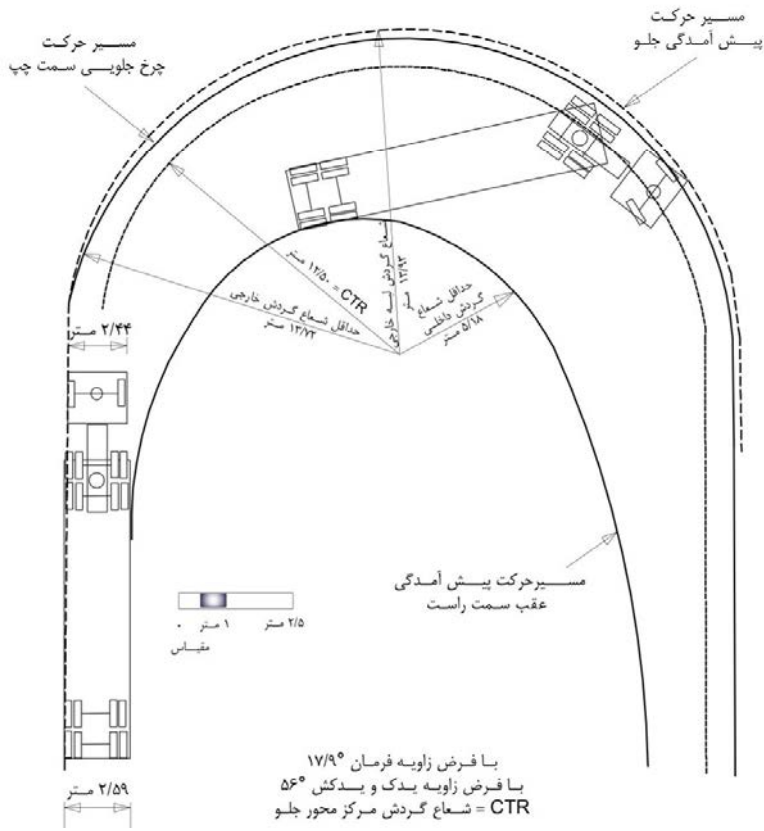 مسیر حرکت
پیش آمدگی جلو
مسیر حرکت
چرخ جلویی سمت چپ
شعاع گردش لبه خارجی
۱۳/۹۳ متر
CTR = ۱۲/۵۰ متر
حداقل شعاع گردش خارجی
۱۳/۷۲ متر
حداقل شعاع
گردش داخلی
۵/۱۸ متر
۲/۴۴ متر
مسیرحرکت پیش آمدگی
عقب سمت راست
۰ ۱ متر ۲/۵ متر
مقیاس
با فرض زاویه فرمان ۱۷/۹°
با فرض زاویه یدک و یدکش ۵۶°
CTR = شعاع گردش مرکز محور جلو
۲/۵۹ متر